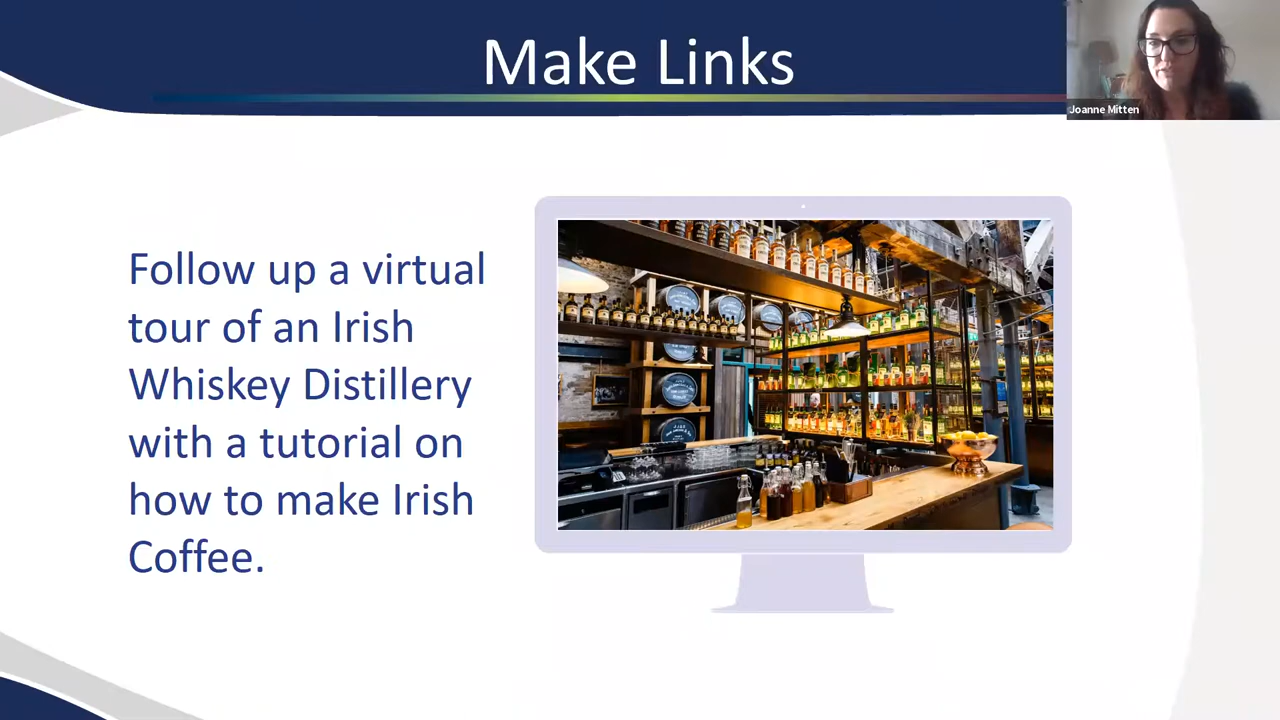 Make Links
Joanne Mitten
Follow up a virtual
tour of an Irish
Whiskey Distillery
with a tutorial on
how to make Irish
Coffee.